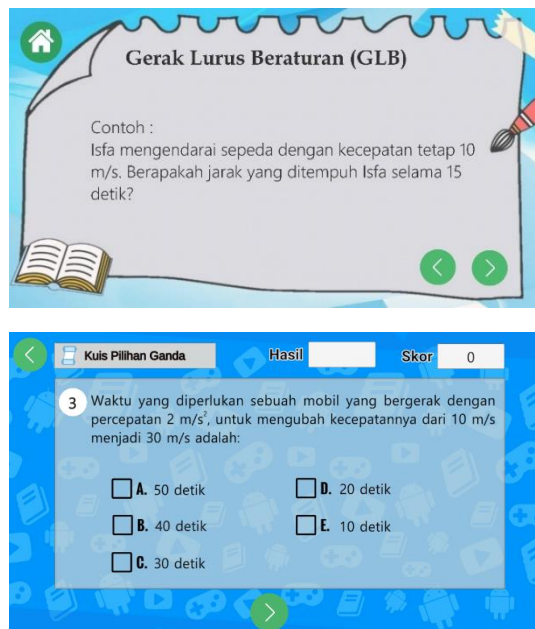 Gerak Lurus Beraturan (GLB)
Contoh :
Isfa mengendarai sepeda dengan kecepatan tetap 10
m/s. Berapakah jarak yang ditempuh Isfa selama 15
detik?
Kuis Pilihan Ganda
Hasil
Skor 0
3 Waktu yang diperlukan sebuah mobil yang bergerak dengan
percepatan 2 m/s², untuk mengubah kecepatannya dari 10 m/s
menjadi 30 m/s adalah:
A. 50 detik
B. 40 detik
C. 30 detik
D. 20 detik
E. 10 detik